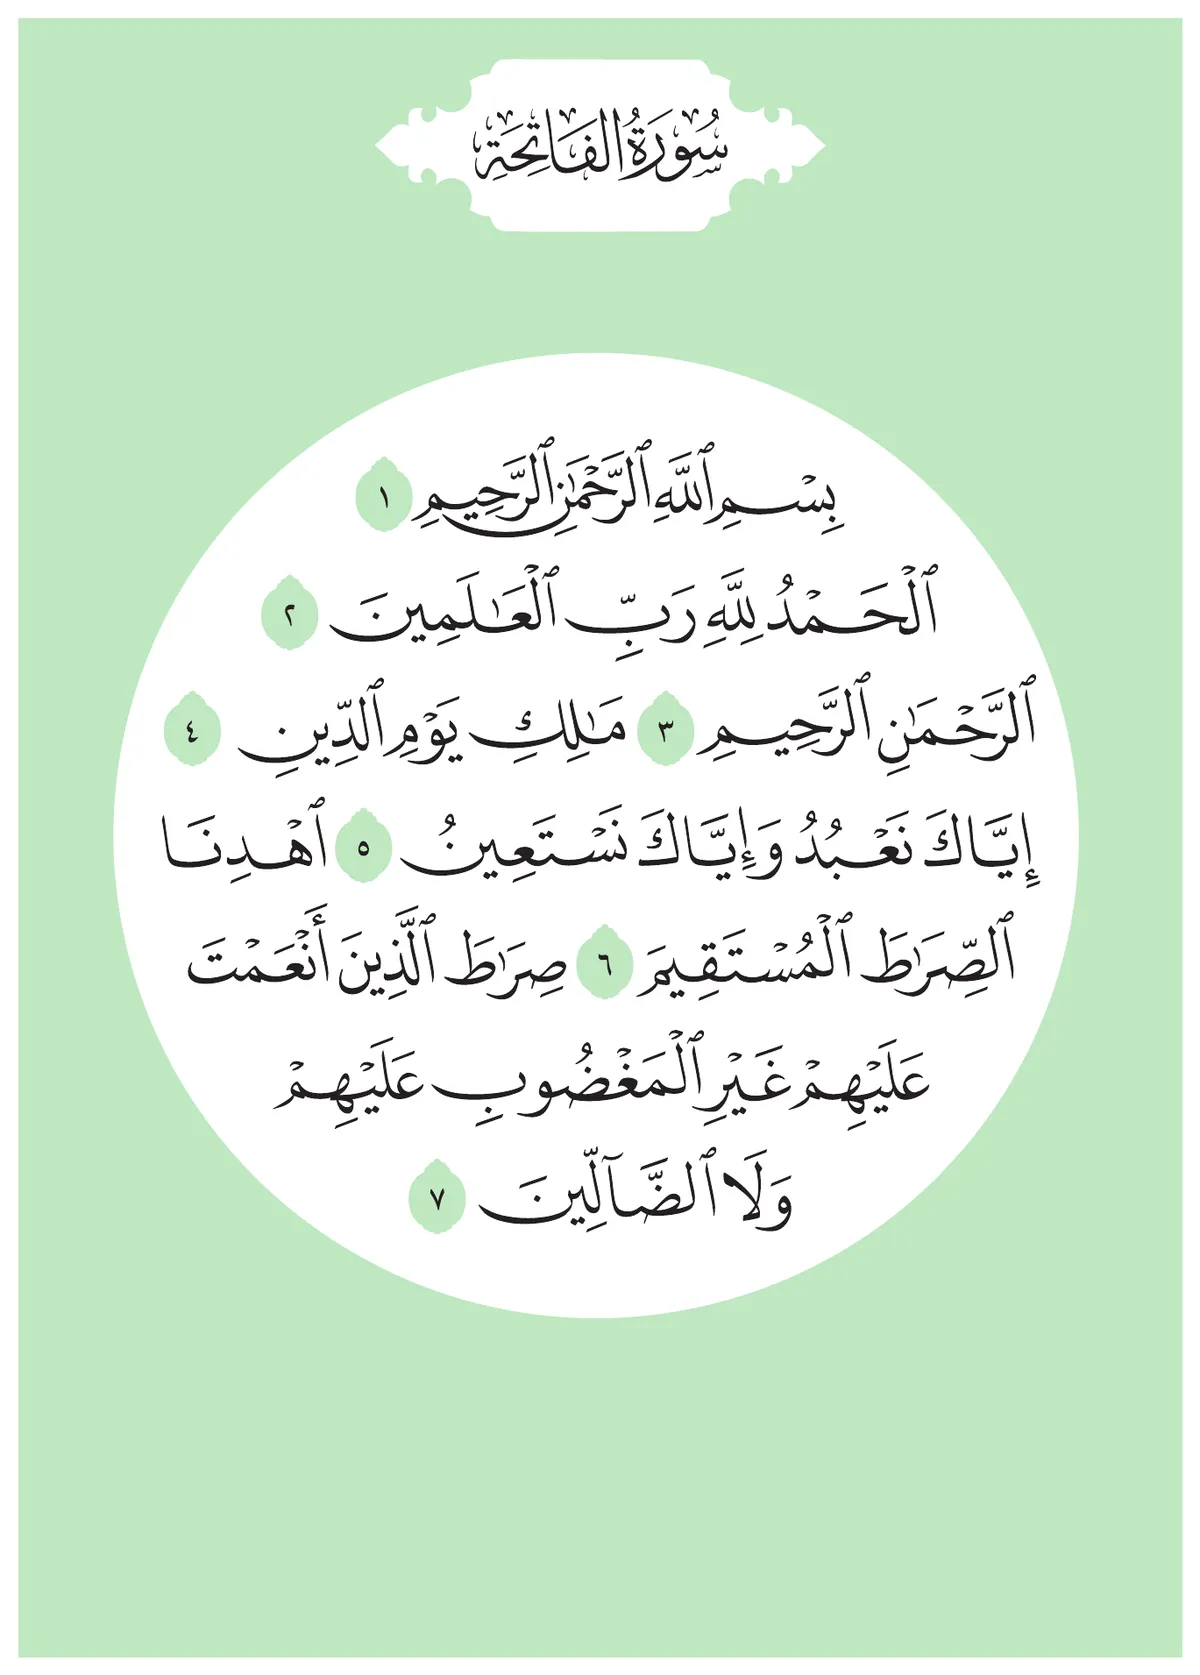 سُورَةُ الفَاتِحَةِ
بِسْمِ ٱللَّهِ ٱلرَّحْمَٰنِ ٱلرَّحِيمِ ١
ٱلْحَمْدُ لِلَّهِ رَبِّ ٱلْعَٰلَمِينَ ٢
ٱلرَّحْمَٰنِ ٱلرَّحِيمِ ٣ مَٰلِكِ يَوْمِ ٱلدِّينِ ٤
إِيَّاكَ نَعْبُدُ وَإِيَّاكَ نَسْتَعِينُ ٥ ٱهْدِنَا
ٱلصِّرَٰطَ ٱلْمُسْتَقِيمَ ٦ صِرَٰطَ ٱلَّذِينَ أَنْعَمْتَ
عَلَيْهِمْ غَيْرِ ٱلْمَغْضُوبِ عَلَيْهِمْ
وَلَا ٱلضَّآلِّينَ ٧